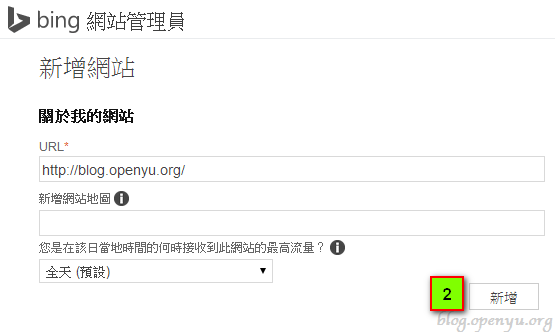 bing 網站管理員
新增網站
關於我的網站
URL*
http://blog.openyu.org/
新增網站地圖 i
您是在該日當地時間的何時接收到此網站的最高流量？ i
全天 (預設)
2 新增
blog.openyu.org